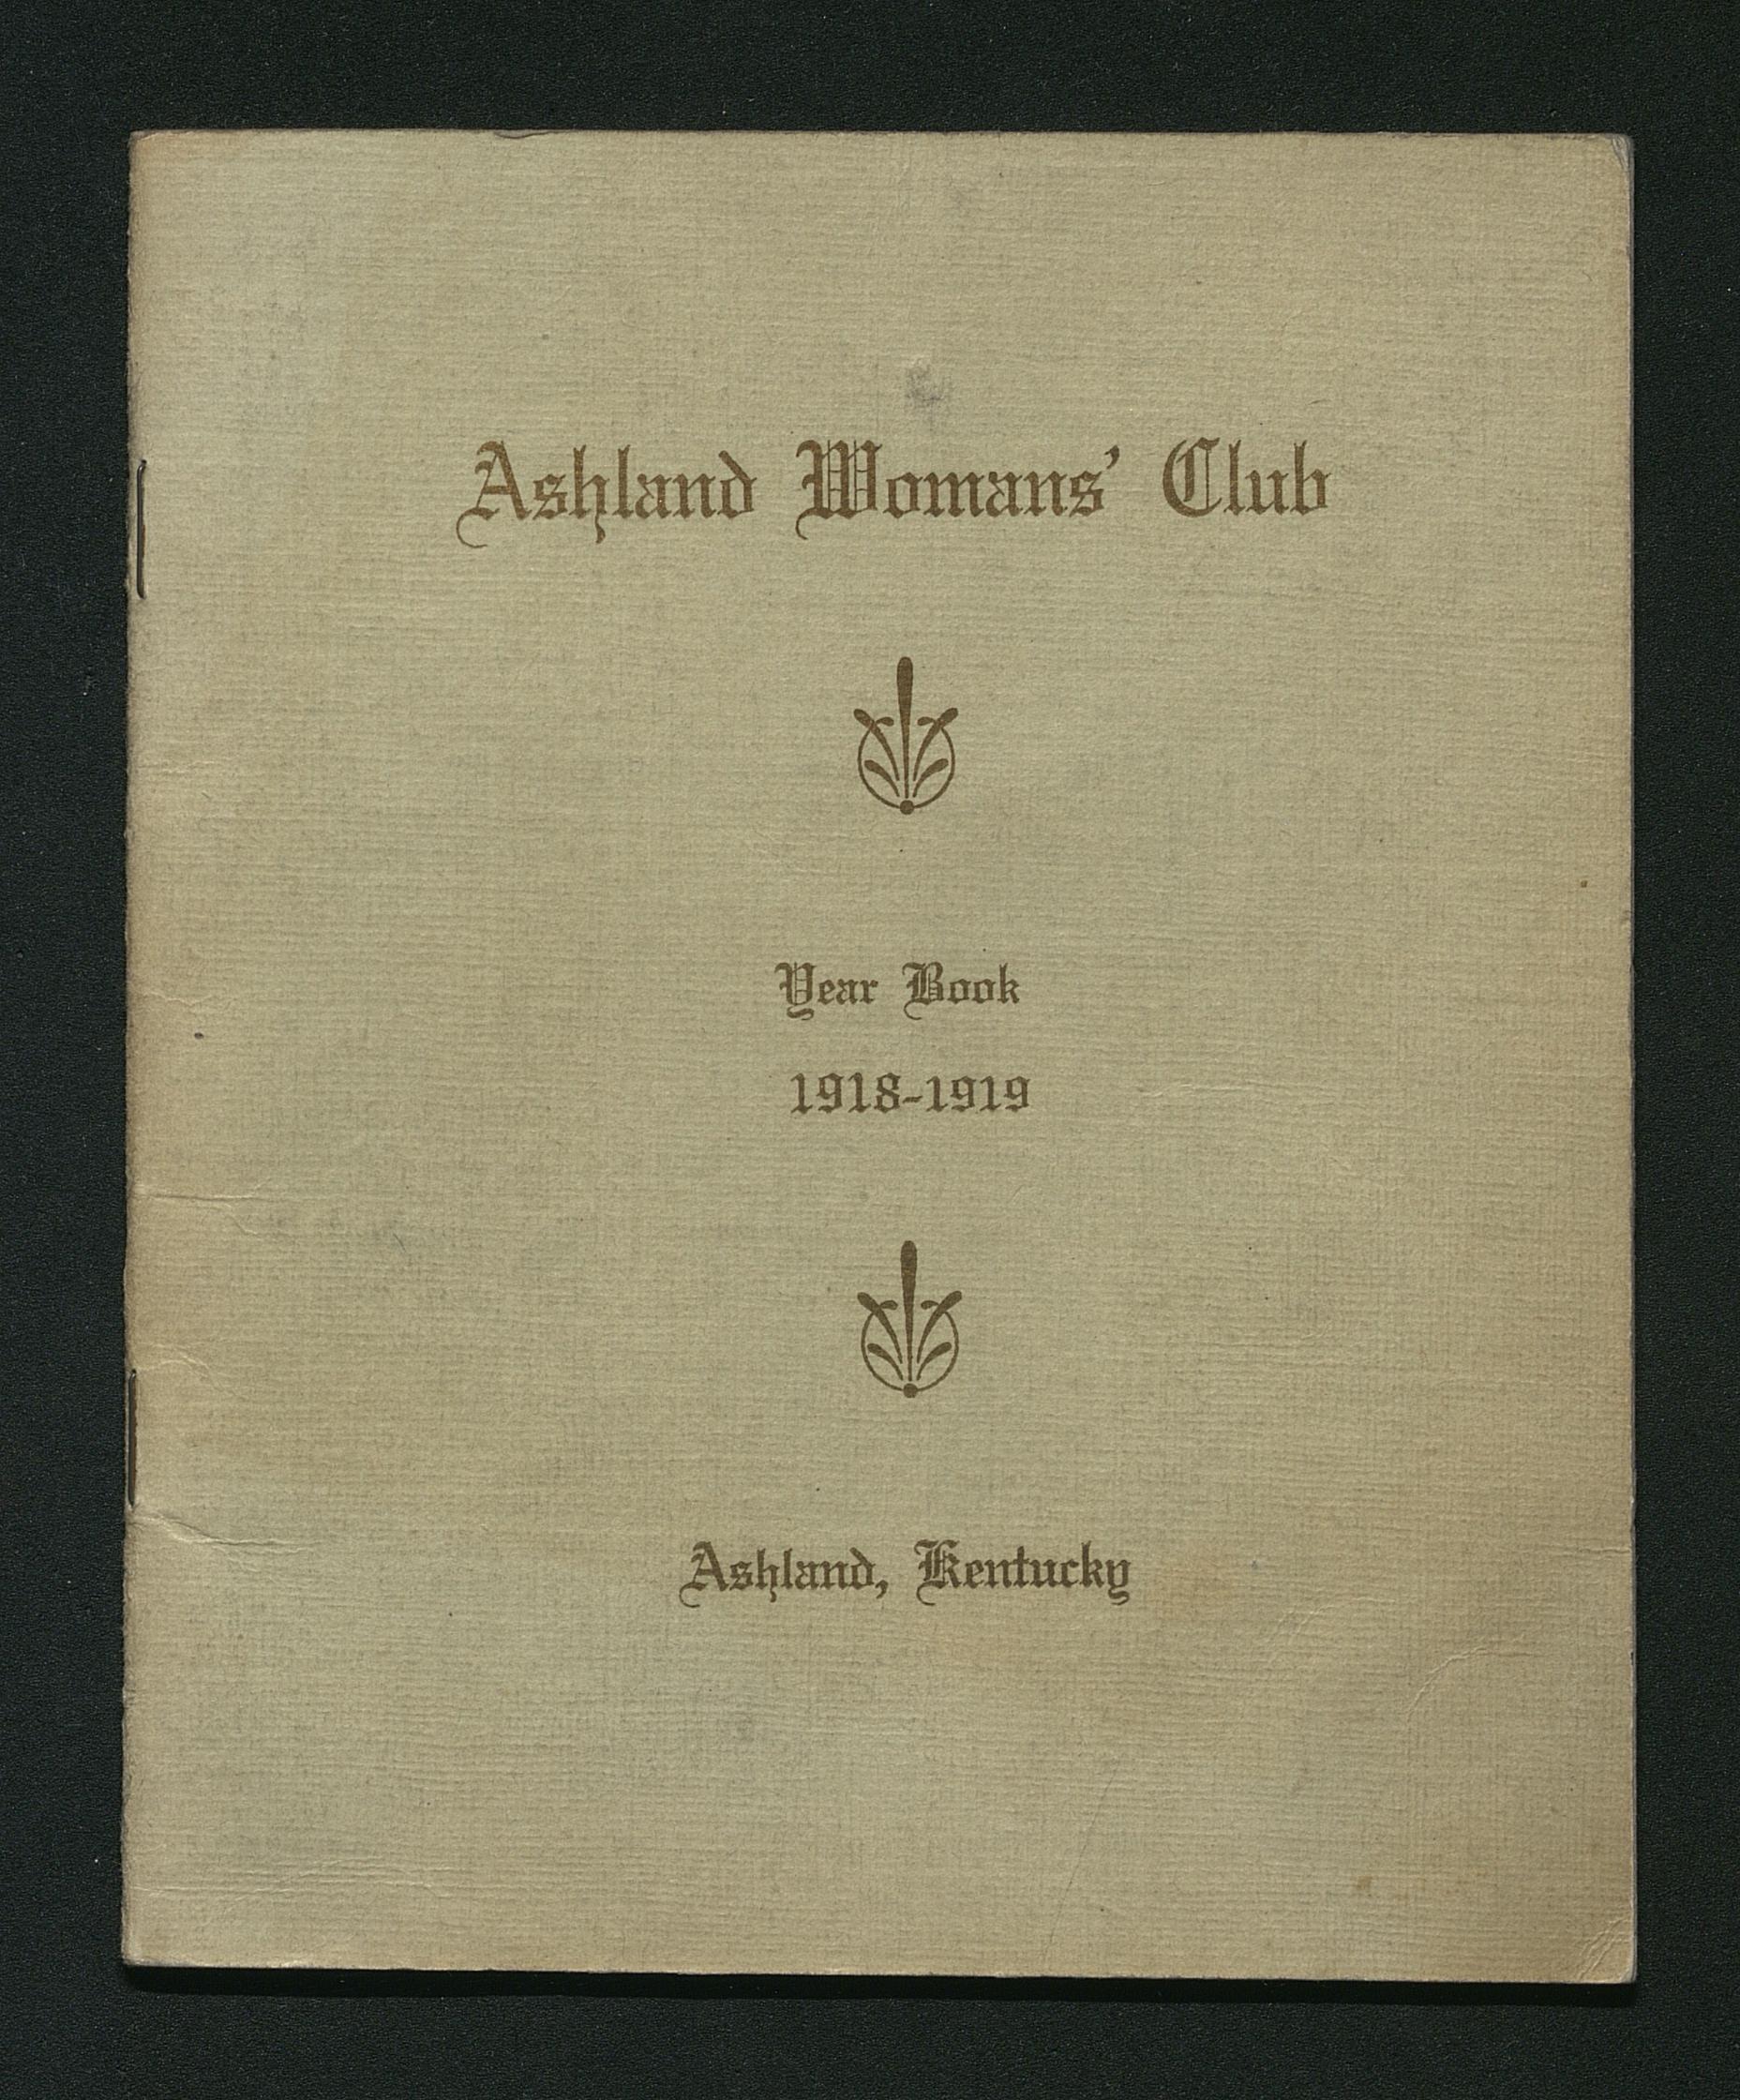 Ashland Womans' Club
Year Book
1918-1919
Ashland, Kentucky